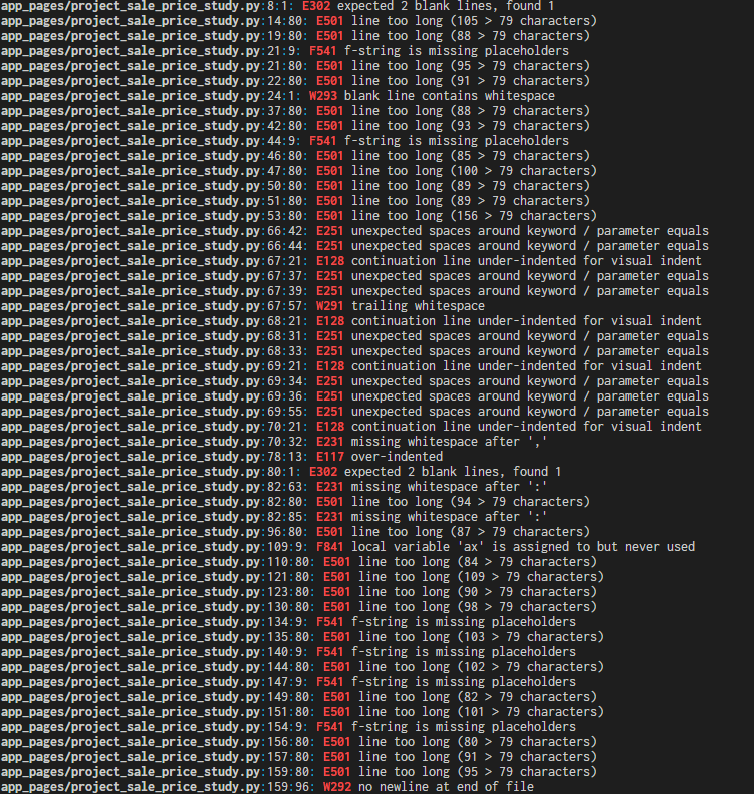 app_pages/project_sale_price_study.py:8:1: E302 expected 2 blank lines, found 1
app_pages/project_sale_price_study.py:14:80: E501 line too long (105 > 79 characters)
app_pages/project_sale_price_study.py:19:80: E501 line too long (88 > 79 characters)
app_pages/project_sale_price_study.py:21:9: F541 f-string is missing placeholders
app_pages/project_sale_price_study.py:21:80: E501 line too long (95 > 79 characters)
app_pages/project_sale_price_study.py:22:80: E501 line too long (91 > 79 characters)
app_pages/project_sale_price_study.py:24:1: W293 blank line contains whitespace
app_pages/project_sale_price_study.py:37:80: E501 line too long (88 > 79 characters)
app_pages/project_sale_price_study.py:42:80: E501 line too long (93 > 79 characters)
app_pages/project_sale_price_study.py:44:9: F541 f-string is missing placeholders
app_pages/project_sale_price_study.py:46:80: E501 line too long (85 > 79 characters)
app_pages/project_sale_price_study.py:47:80: E501 line too long (100 > 79 characters)
app_pages/project_sale_price_study.py:50:80: E501 line too long (89 > 79 characters)
app_pages/project_sale_price_study.py:51:80: E501 line too long (89 > 79 characters)
app_pages/project_sale_price_study.py:53:80: E501 line too long (156 > 79 characters)
app_pages/project_sale_price_study.py:66:42: E251 unexpected spaces around keyword / parameter equals
app_pages/project_sale_price_study.py:66:44: E251 unexpected spaces around keyword / parameter equals
app_pages/project_sale_price_study.py:67:21: E128 continuation line under-indented for visual indent
app_pages/project_sale_price_study.py:67:37: E251 unexpected spaces around keyword / parameter equals
app_pages/project_sale_price_study.py:67:39: E251 unexpected spaces around keyword / parameter equals
app_pages/project_sale_price_study.py:67:57: W291 trailing whitespace
app_pages/project_sale_price_study.py:68:21: E128 continuation line under-indented for visual indent
app_pages/project_sale_price_study.py:68:31: E251 unexpected spaces around keyword / parameter equals
app_pages/project_sale_price_study.py:68:33: E251 unexpected spaces around keyword / parameter equals
app_pages/project_sale_price_study.py:69:21: E128 continuation line under-indented for visual indent
app_pages/project_sale_price_study.py:69:34: E251 unexpected spaces around keyword / parameter equals
app_pages/project_sale_price_study.py:69:36: E251 unexpected spaces around keyword / parameter equals
app_pages/project_sale_price_study.py:69:55: E251 unexpected spaces around keyword / parameter equals
app_pages/project_sale_price_study.py:70:21: E128 continuation line under-indented for visual indent
app_pages/project_sale_price_study.py:70:32: E231 missing whitespace after ','
app_pages/project_sale_price_study.py:78:13: E117 over-indented
app_pages/project_sale_price_study.py:80:1: E302 expected 2 blank lines, found 1
app_pages/project_sale_price_study.py:82:63: E231 missing whitespace after ':'
app_pages/project_sale_price_study.py:82:80: E501 line too long (94 > 79 characters)
app_pages/project_sale_price_study.py:82:85: E231 missing whitespace after ':'
app_pages/project_sale_price_study.py:96:80: E501 line too long (87 > 79 characters)
app_pages/project_sale_price_study.py:109:9: F841 local variable 'ax' is assigned to but never used
app_pages/project_sale_price_study.py:110:80: E501 line too long (84 > 79 characters)
app_pages/project_sale_price_study.py:121:80: E501 line too long (109 > 79 characters)
app_pages/project_sale_price_study.py:123:80: E501 line too long (90 > 79 characters)
app_pages/project_sale_price_study.py:130:80: E501 line too long (98 > 79 characters)
app_pages/project_sale_price_study.py:134:9: F541 f-string is missing placeholders
app_pages/project_sale_price_study.py:135:80: E501 line too long (103 > 79 characters)
app_pages/project_sale_price_study.py:140:9: F541 f-string is missing placeholders
app_pages/project_sale_price_study.py:144:80: E501 line too long (102 > 79 characters)
app_pages/project_sale_price_study.py:147:9: F541 f-string is missing placeholders
app_pages/project_sale_price_study.py:149:80: E501 line too long (82 > 79 characters)
app_pages/project_sale_price_study.py:151:80: E501 line too long (101 > 79 characters)
app_pages/project_sale_price_study.py:154:9: F541 f-string is missing placeholders
app_pages/project_sale_price_study.py:156:80: E501 line too long (80 > 79 characters)
app_pages/project_sale_price_study.py:157:80: E501 line too long (91 > 79 characters)
app_pages/project_sale_price_study.py:159:80: E501 line too long (95 > 79 characters)
app_pages/project_sale_price_study.py:159:96: W292 no newline at end of file